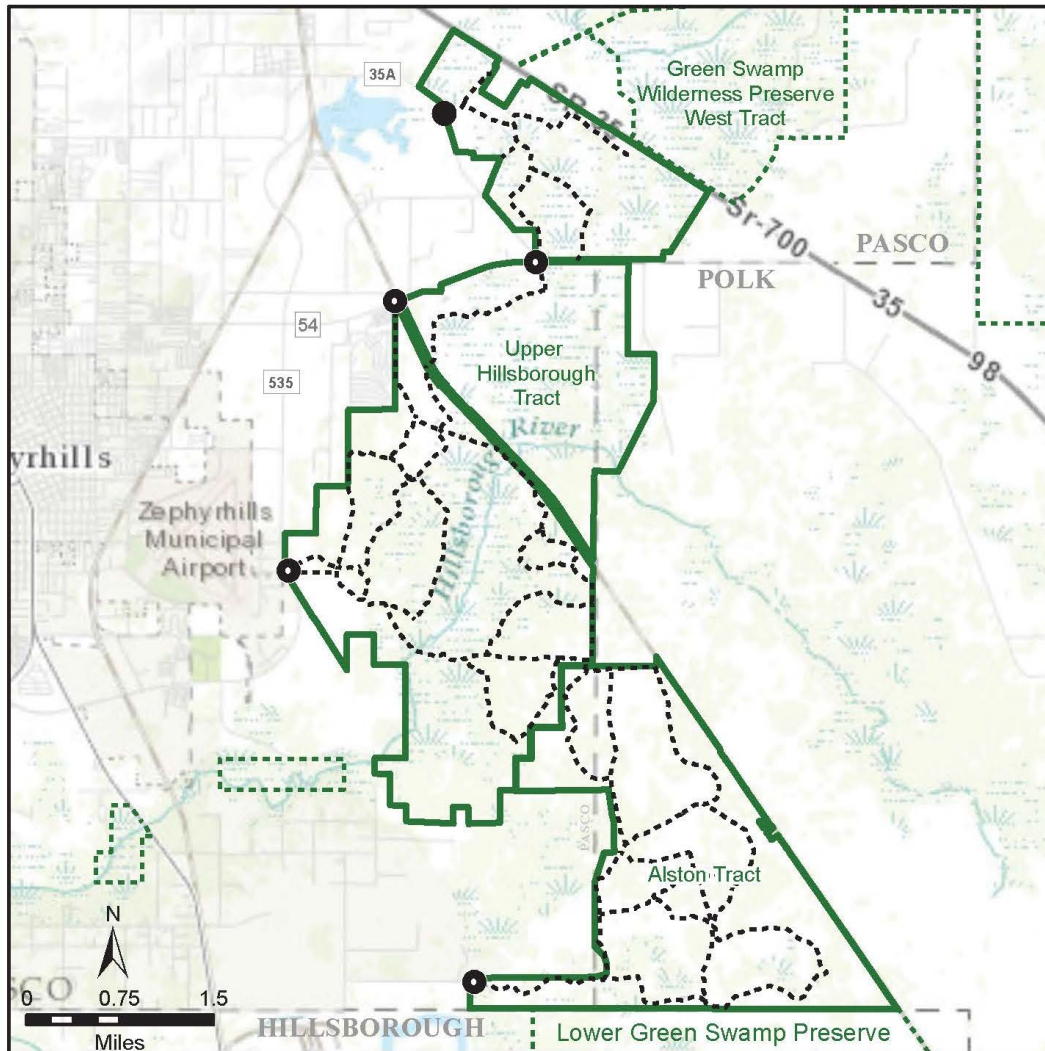 35A
SR-35
Green Swamp
Wilderness Preserve
West Tract
Sr-700
PASCO
POLK
35
98
54
535
Upper
Hillsborough
Tract
River
Hillsborough
yrhills
Zephyrhills
Municipal
Airport
PASCO
Alston Tract
N
SCO
0 0.75 1.5
Miles
HILLSBOROUGH
Lower Green Swamp Preserve